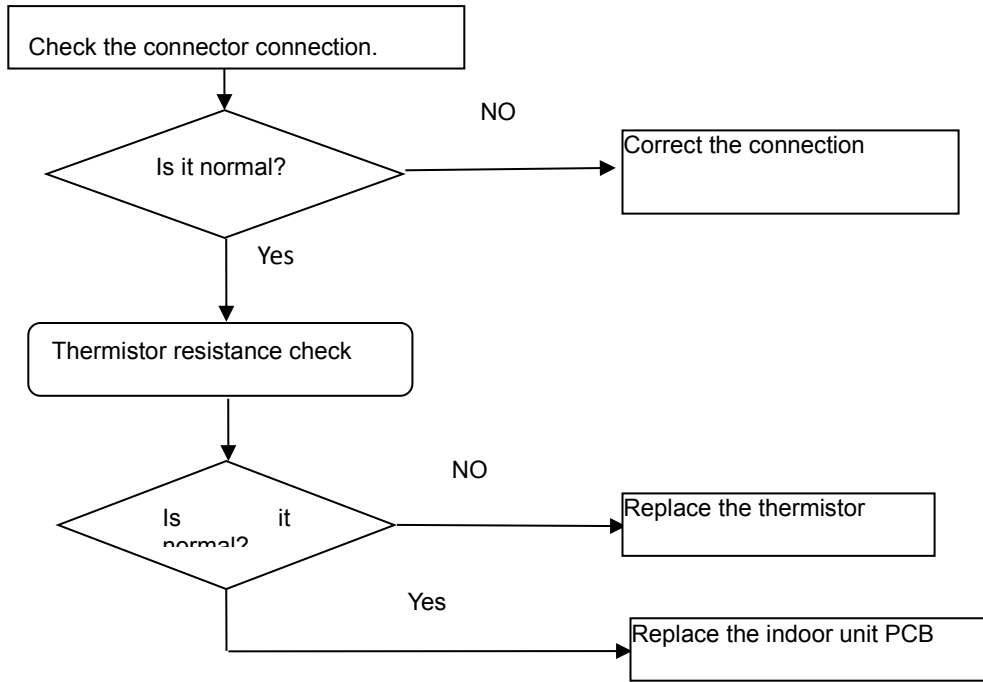 Check the connector connection.
NO
Is it normal?
Correct the connection
Yes
Thermistor resistance check
NO
Is it
normal?
Replace the thermistor
Yes
Replace the indoor unit PCB